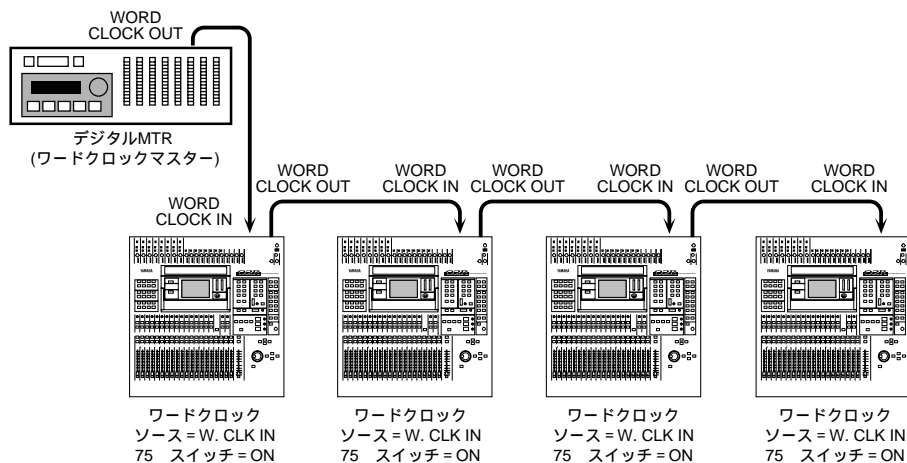 WORD
CLOCK OUT
デジタルMTR
(ワードクロックマスター)
WORD
CLOCK IN
WORD
CLOCK OUT
WORD
CLOCK IN
WORD
CLOCK OUT
WORD
CLOCK IN
WORD
CLOCK OUT
WORD
CLOCK IN
YAMAHA
YAMAHA
YAMAHA
YAMAHA
ワードクロック
ソース = W. CLK IN
75 スイッチ = ON
ワードクロック
ソース = W. CLK IN
75 スイッチ = ON
ワードクロック
ソース = W. CLK IN
75 スイッチ = ON
ワードクロック
ソース = W. CLK IN
75 スイッチ = ON